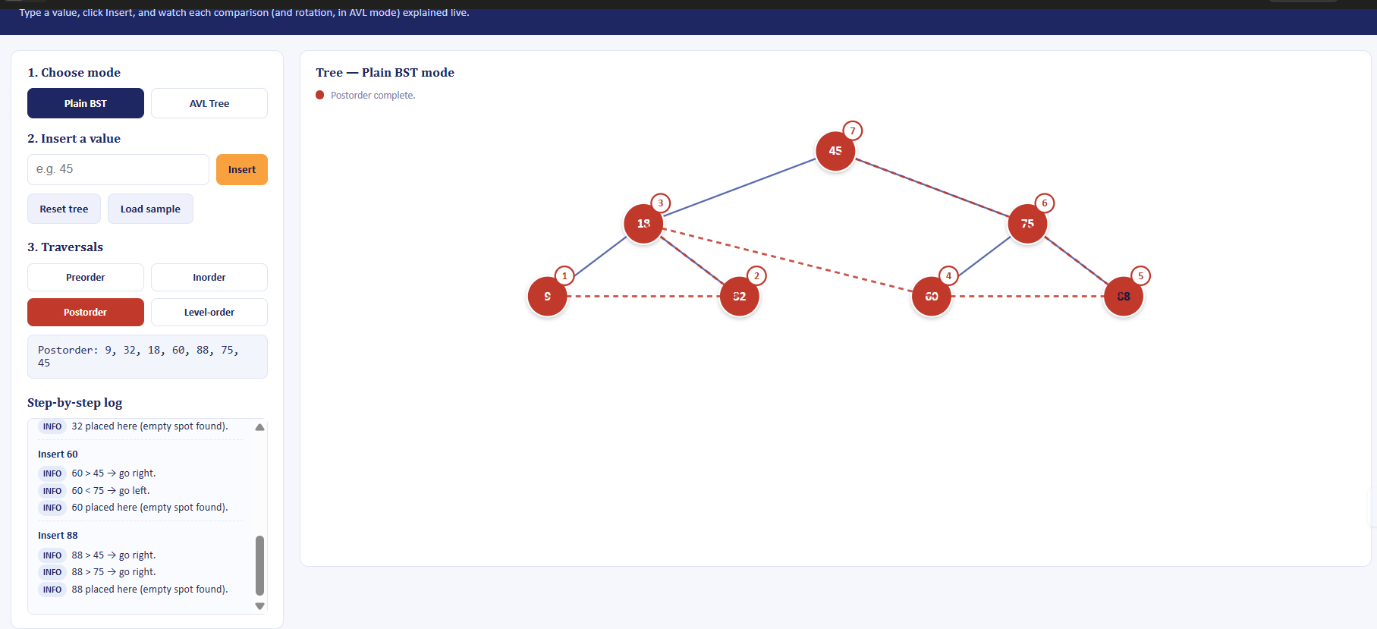 Type a value, click Insert, and watch each comparison (and rotation, in AVL mode) explained live.
1. Choose mode
Plain BST
AVL Tree
2. Insert a value
e.g. 45
Insert
Reset tree
Load sample
3. Traversals
Preorder
Inorder
Postorder
Level-order
Postorder: 9, 32, 18, 60, 88, 75,
45
Step-by-step log
INFO 32 placed here (empty spot found).
Insert 60
INFO 60 > 45 → go right.
INFO 60 < 75 → go left.
INFO 60 placed here (empty spot found).
Insert 88
INFO 88 > 45 → go right.
INFO 88 > 75 → go right.
INFO 88 placed here (empty spot found).
Tree — Plain BST mode
Postorder complete.
7
45
3
18
6
75
1
9
2
32
4
60
5
88